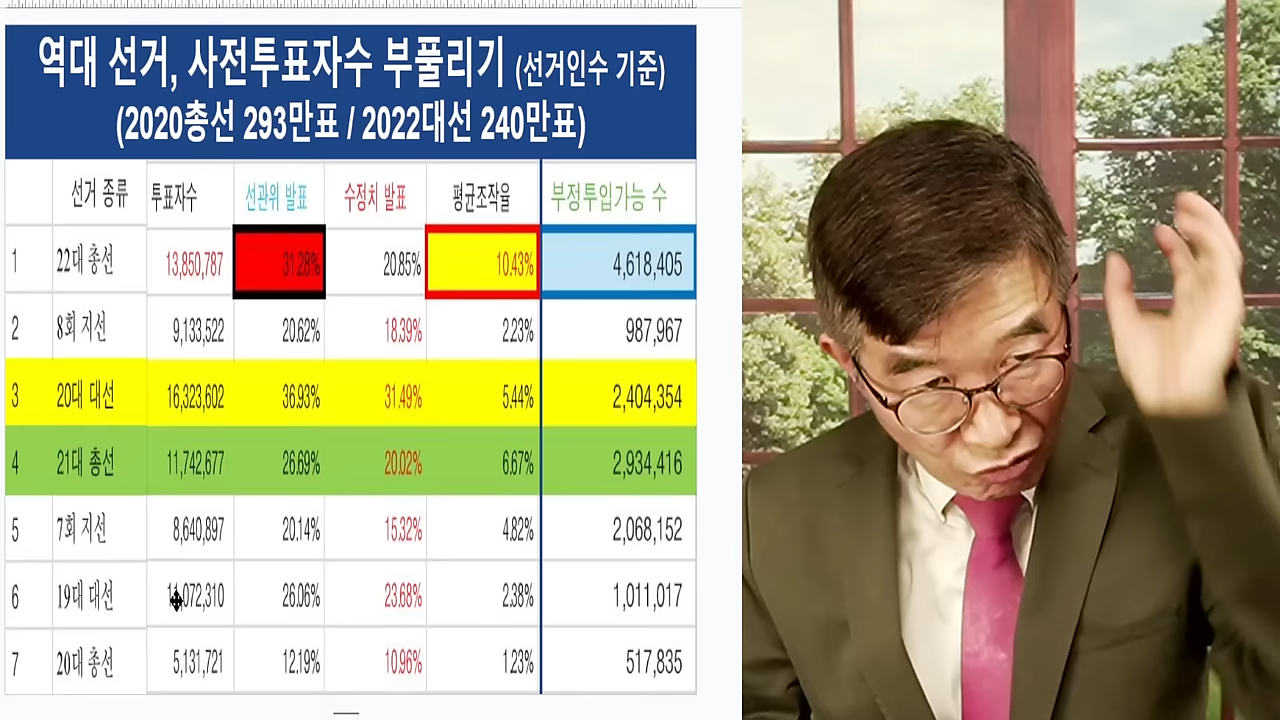 역대 선거, 사전투표자수 부풀리기 (선거인수 기준)
(2020총선 293만표 / 2022대선 240만표)
선거 종류 투표자수 선관위 발표 수정치 발표 평균조작율 부정투입가능 수
1 22대 총선 13,850,787 31.28% 20.85% 10.43% 4,618,405
2 8회 지선 9,133,522 20.62% 18.39% 2.23% 987,967
3 20대 대선 16,323,602 36.93% 31.49% 5.44% 2,404,354
4 21대 총선 11,742,677 26.69% 20.02% 6.67% 2,934,416
5 7회 지선 8,640,897 20.14% 15.32% 4.82% 2,068,152
6 19대 대선 11,072,310 26.06% 23.68% 2.38% 1,011,017
7 20대 총선 5,131,721 12.19% 10.96% 1.23% 517,835